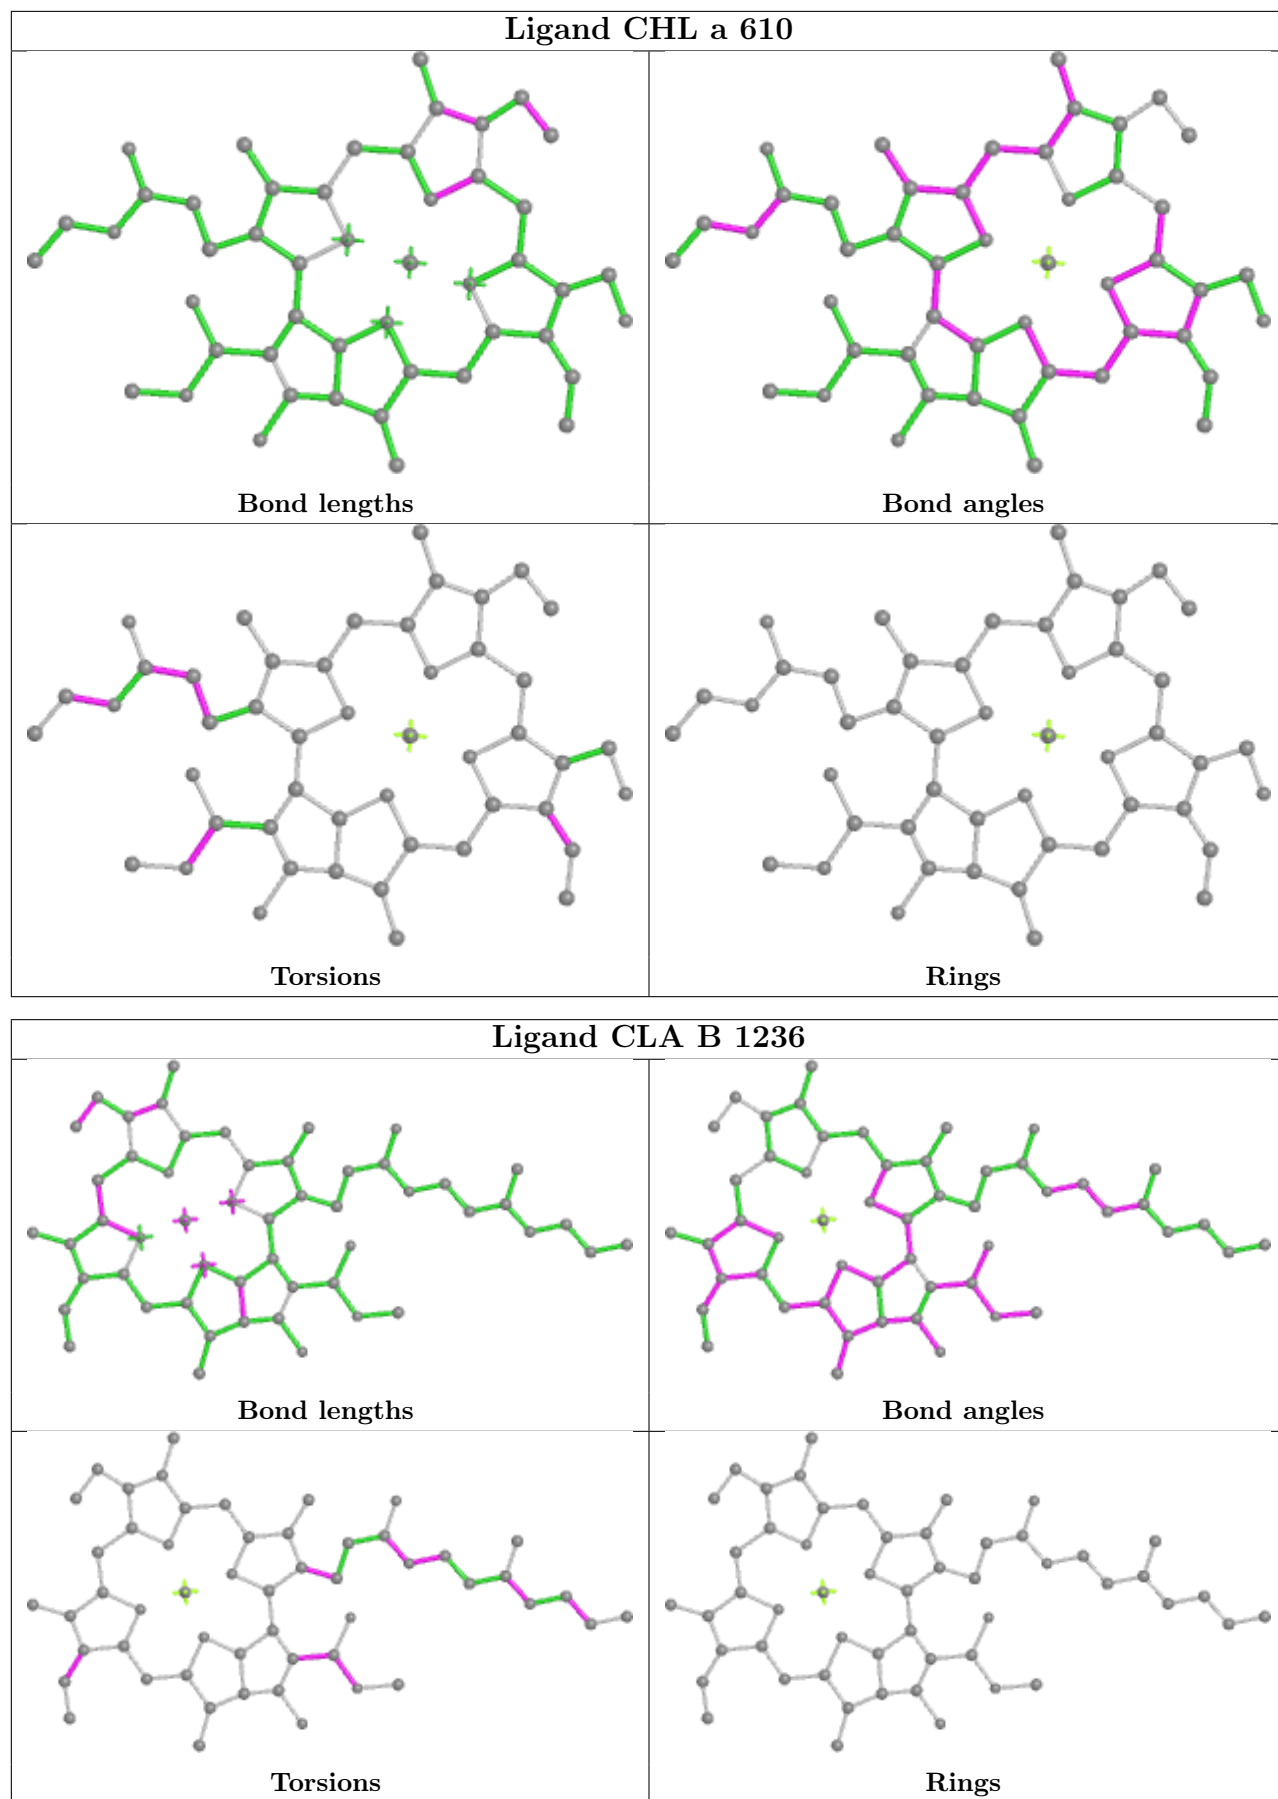 Ligand CHL a 610
Bond lengths
Bond angles
Torsions
Rings
Ligand CLA B 1236
Bond lengths
Bond angles
Torsions
Rings